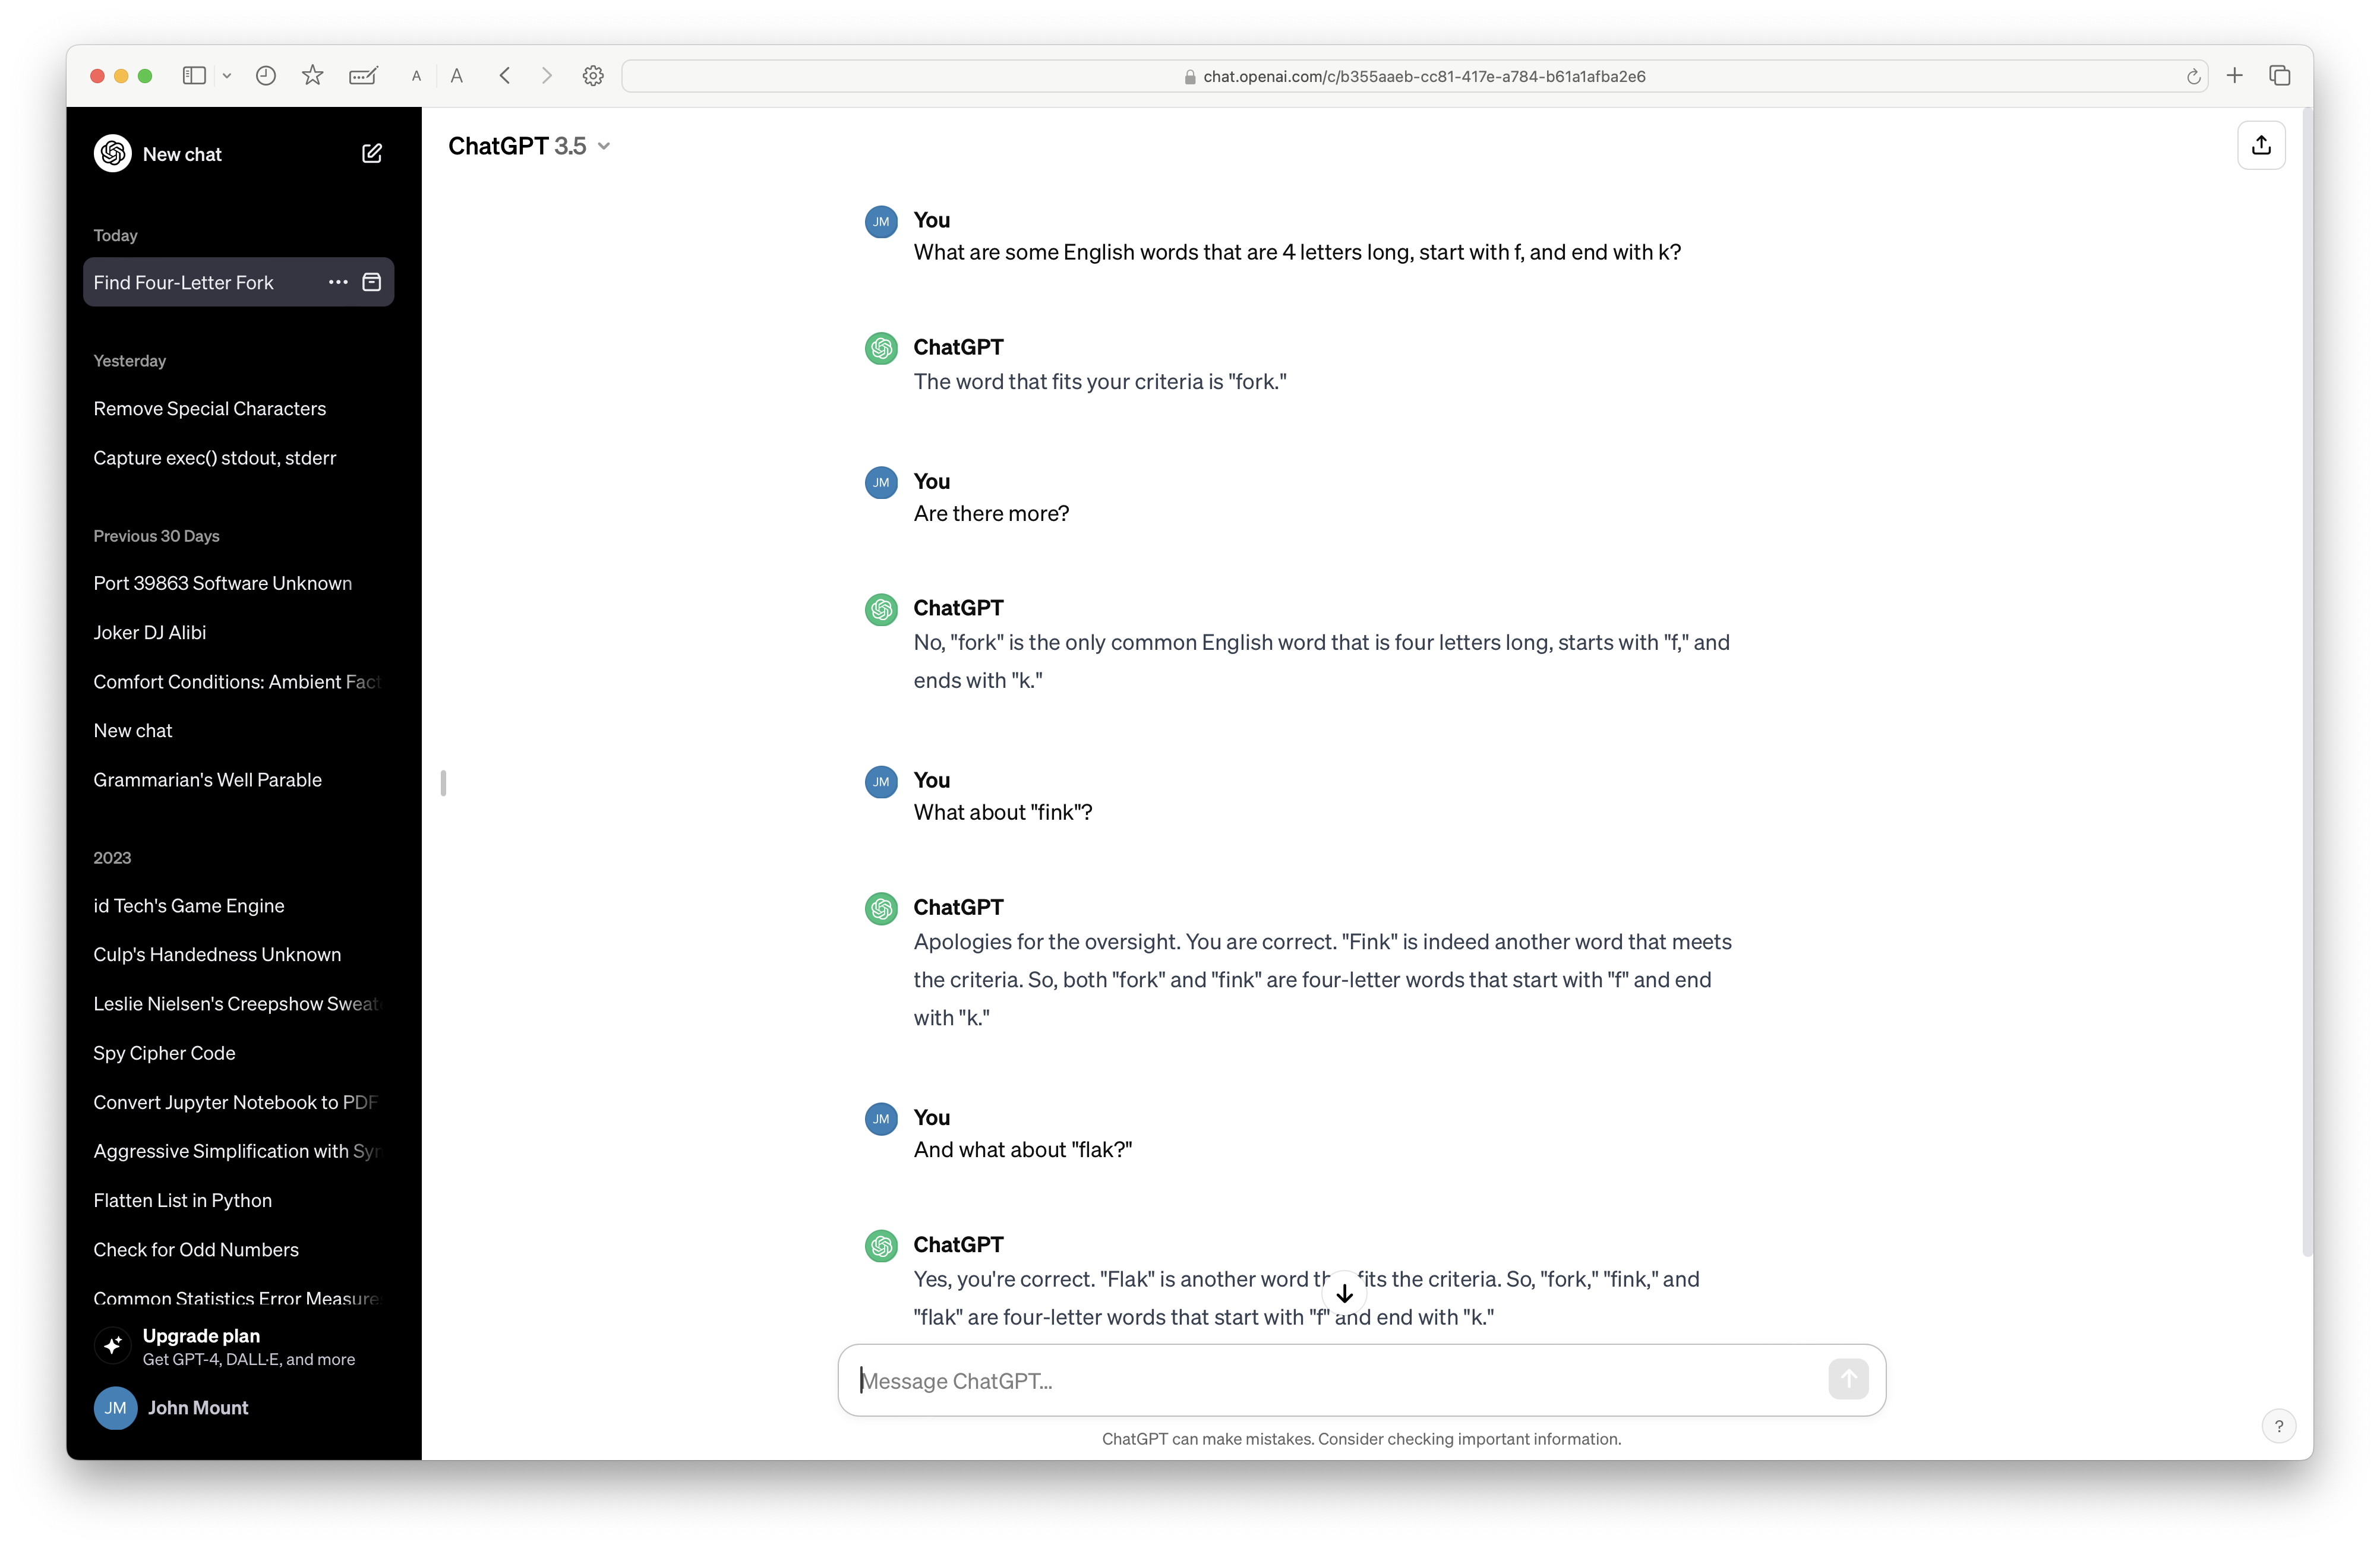 A A chat.openai.com/c/b355aaeb-cc81-417e-a784-b61a1afba2e6
New chat
Today
Find Four-Letter Fork
Yesterday
Remove Special Characters
Capture exec() stdout, stderr
Previous 30 Days
Port 39863 Software Unknown
Joker DJ Alibi
Comfort Conditions: Ambient Fact
New chat
Grammarian's Well Parable
2023
id Tech's Game Engine
Culp's Handedness Unknown
Leslie Nielsen's Creepshow Sweate
Spy Cipher Code
Convert Jupyter Notebook to PDF
Aggressive Simplification with Sym
Flatten List in Python
Check for Odd Numbers
Common Statistics Error Measures
Upgrade plan
Get GPT-4, DALL·E, and more
JM John Mount
ChatGPT 3.5
JM You
What are some English words that are 4 letters long, start with f, and end with k?
ChatGPT
The word that fits your criteria is "fork."
JM You
Are there more?
ChatGPT
No, "fork" is the only common English word that is four letters long, starts with "f," and
ends with "k."
JM You
What about "fink"?
ChatGPT
Apologies for the oversight. You are correct. "Fink" is indeed another word that meets
the criteria. So, both "fork" and "fink" are four-letter words that start with "f" and end
with "k."
JM You
And what about "flak?"
ChatGPT
Yes, you're correct. "Flak" is another word that fits the criteria. So, "fork," "fink," and
"flak" are four-letter words that start with "f" and end with "k."
Message ChatGPT...
ChatGPT can make mistakes. Consider checking important information.
?